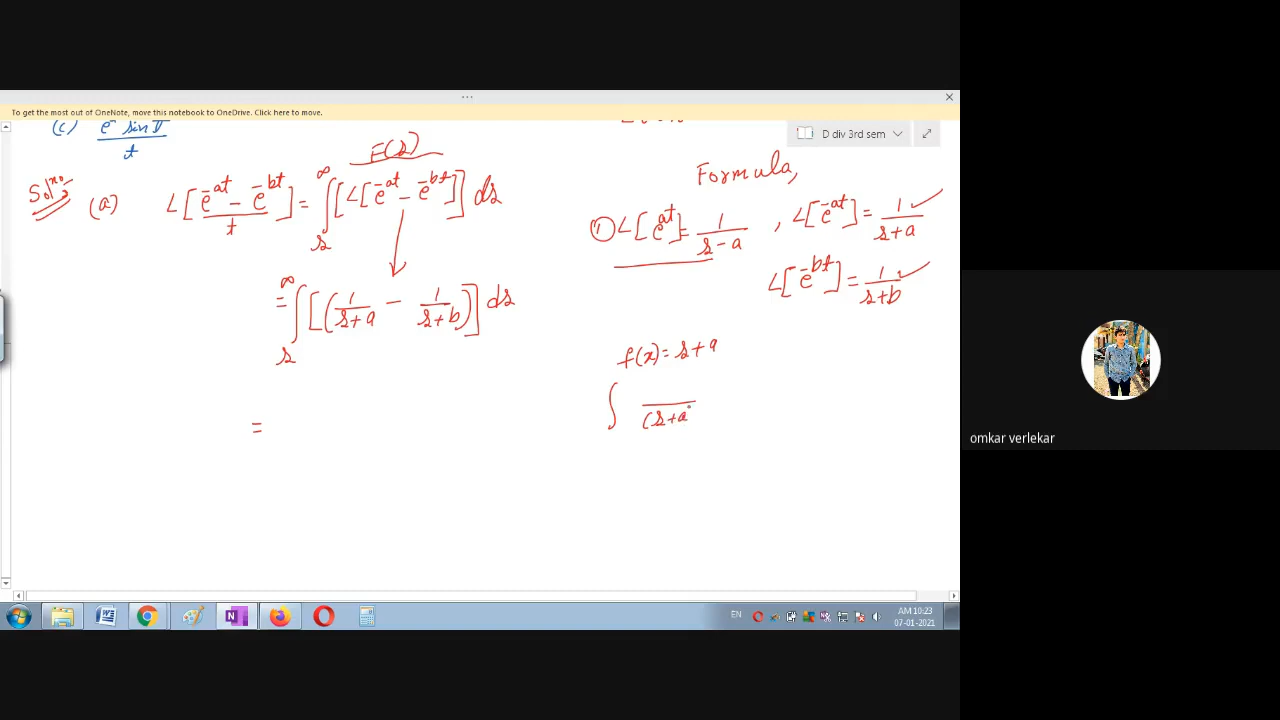 To get the most out of OneNote, move this notebook to OneDrive. Click here to move.
D div 3rd sem
(c) e⁻ sin t / t
F(s)
Solⁿ⁰
(a) L[(e^-at - e^-bt)/t] = ∫_s^∞ [L[e^-at - e^-bt]] ds
= ∫_s^∞ [(1/(s+a) - 1/(s+b))] ds
=
Formula,
① L[e^at] = 1/(s-a) , L[e^-at] = 1/(s+a) ✓
L[e^-bt] = 1/(s+b) ✓
f(x) = s+a
∫ (s+a
omkar verlekar
EN
AM 10:23
07-01-2021